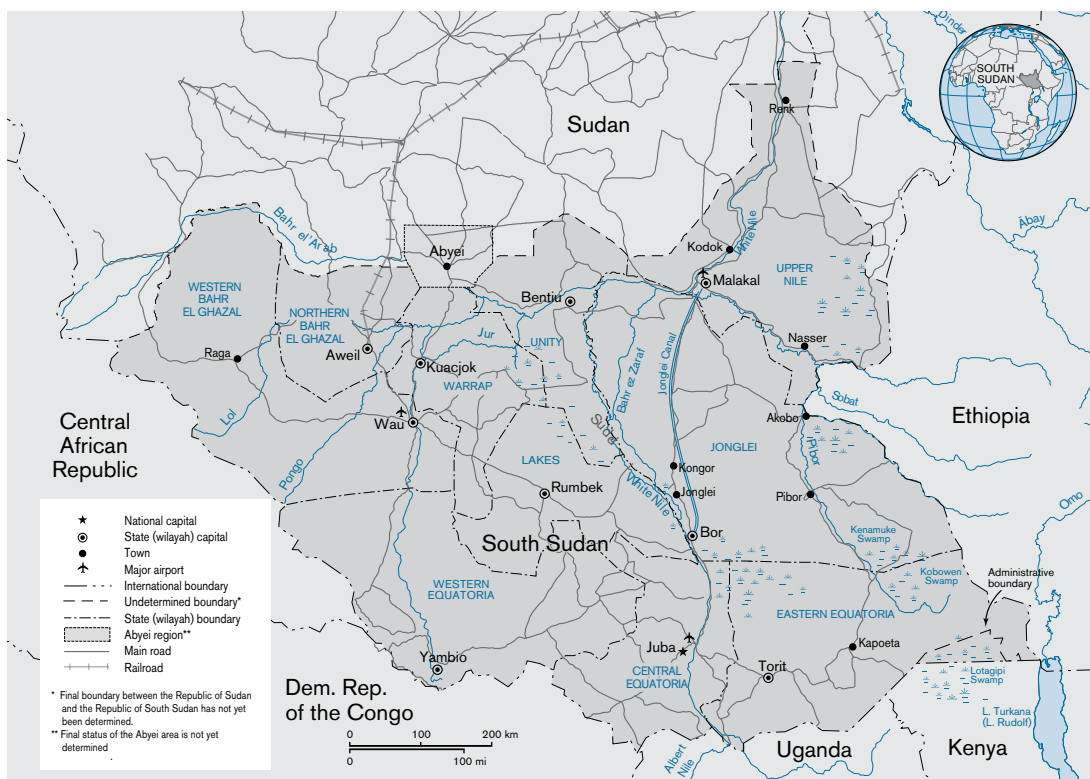 Dinder
SOUTH
SUDAN
Sudan
Renk
Ābay
Bahr el'Arab
White Nile
Kodok
Abyei
Malakal
UPPER
NILE
WESTERN
BAHR
EL GHAZAL
Bentiu
NORTHERN
BAHR
EL GHAZAL
Jur
UNITY
Nasser
Aweil
Raga
Kuacjok
WARRAP
Bahr ez Zaraf
Jonglei Canal
Sobat
Lol
Wau
Sudd
Akobo
Ethiopia
Central
African
Republic
Pibor
JONGLEI
LAKES
Kongor
Pongo
Rumbek
White Nile
Jonglei
Pibor
Omo
South Sudan
Bor
Kenamuke
Swamp
Kobowen
Swamp
Administrative
boundary
WESTERN
EQUATORIA
EASTERN EQUATORIA
Juba
Kapoeta
Yambio
CENTRAL
EQUATORIA
Torit
Lotagipi
Swamp
Dem. Rep.
of the Congo
L. Turkana
(L. Rudolf)
Albert
Nile
Uganda
Kenya
National capital
State (wilayah) capital
Town
Major airport
International boundary
Undetermined boundary*
State (wilayah) boundary
Abyei region**
Main road
Railroad
* Final boundary between the Republic of Sudan
and the Republic of South Sudan has not yet
been determined.
** Final status of the Abyei area is not yet
determined
0 100 200 km
0 100 mi